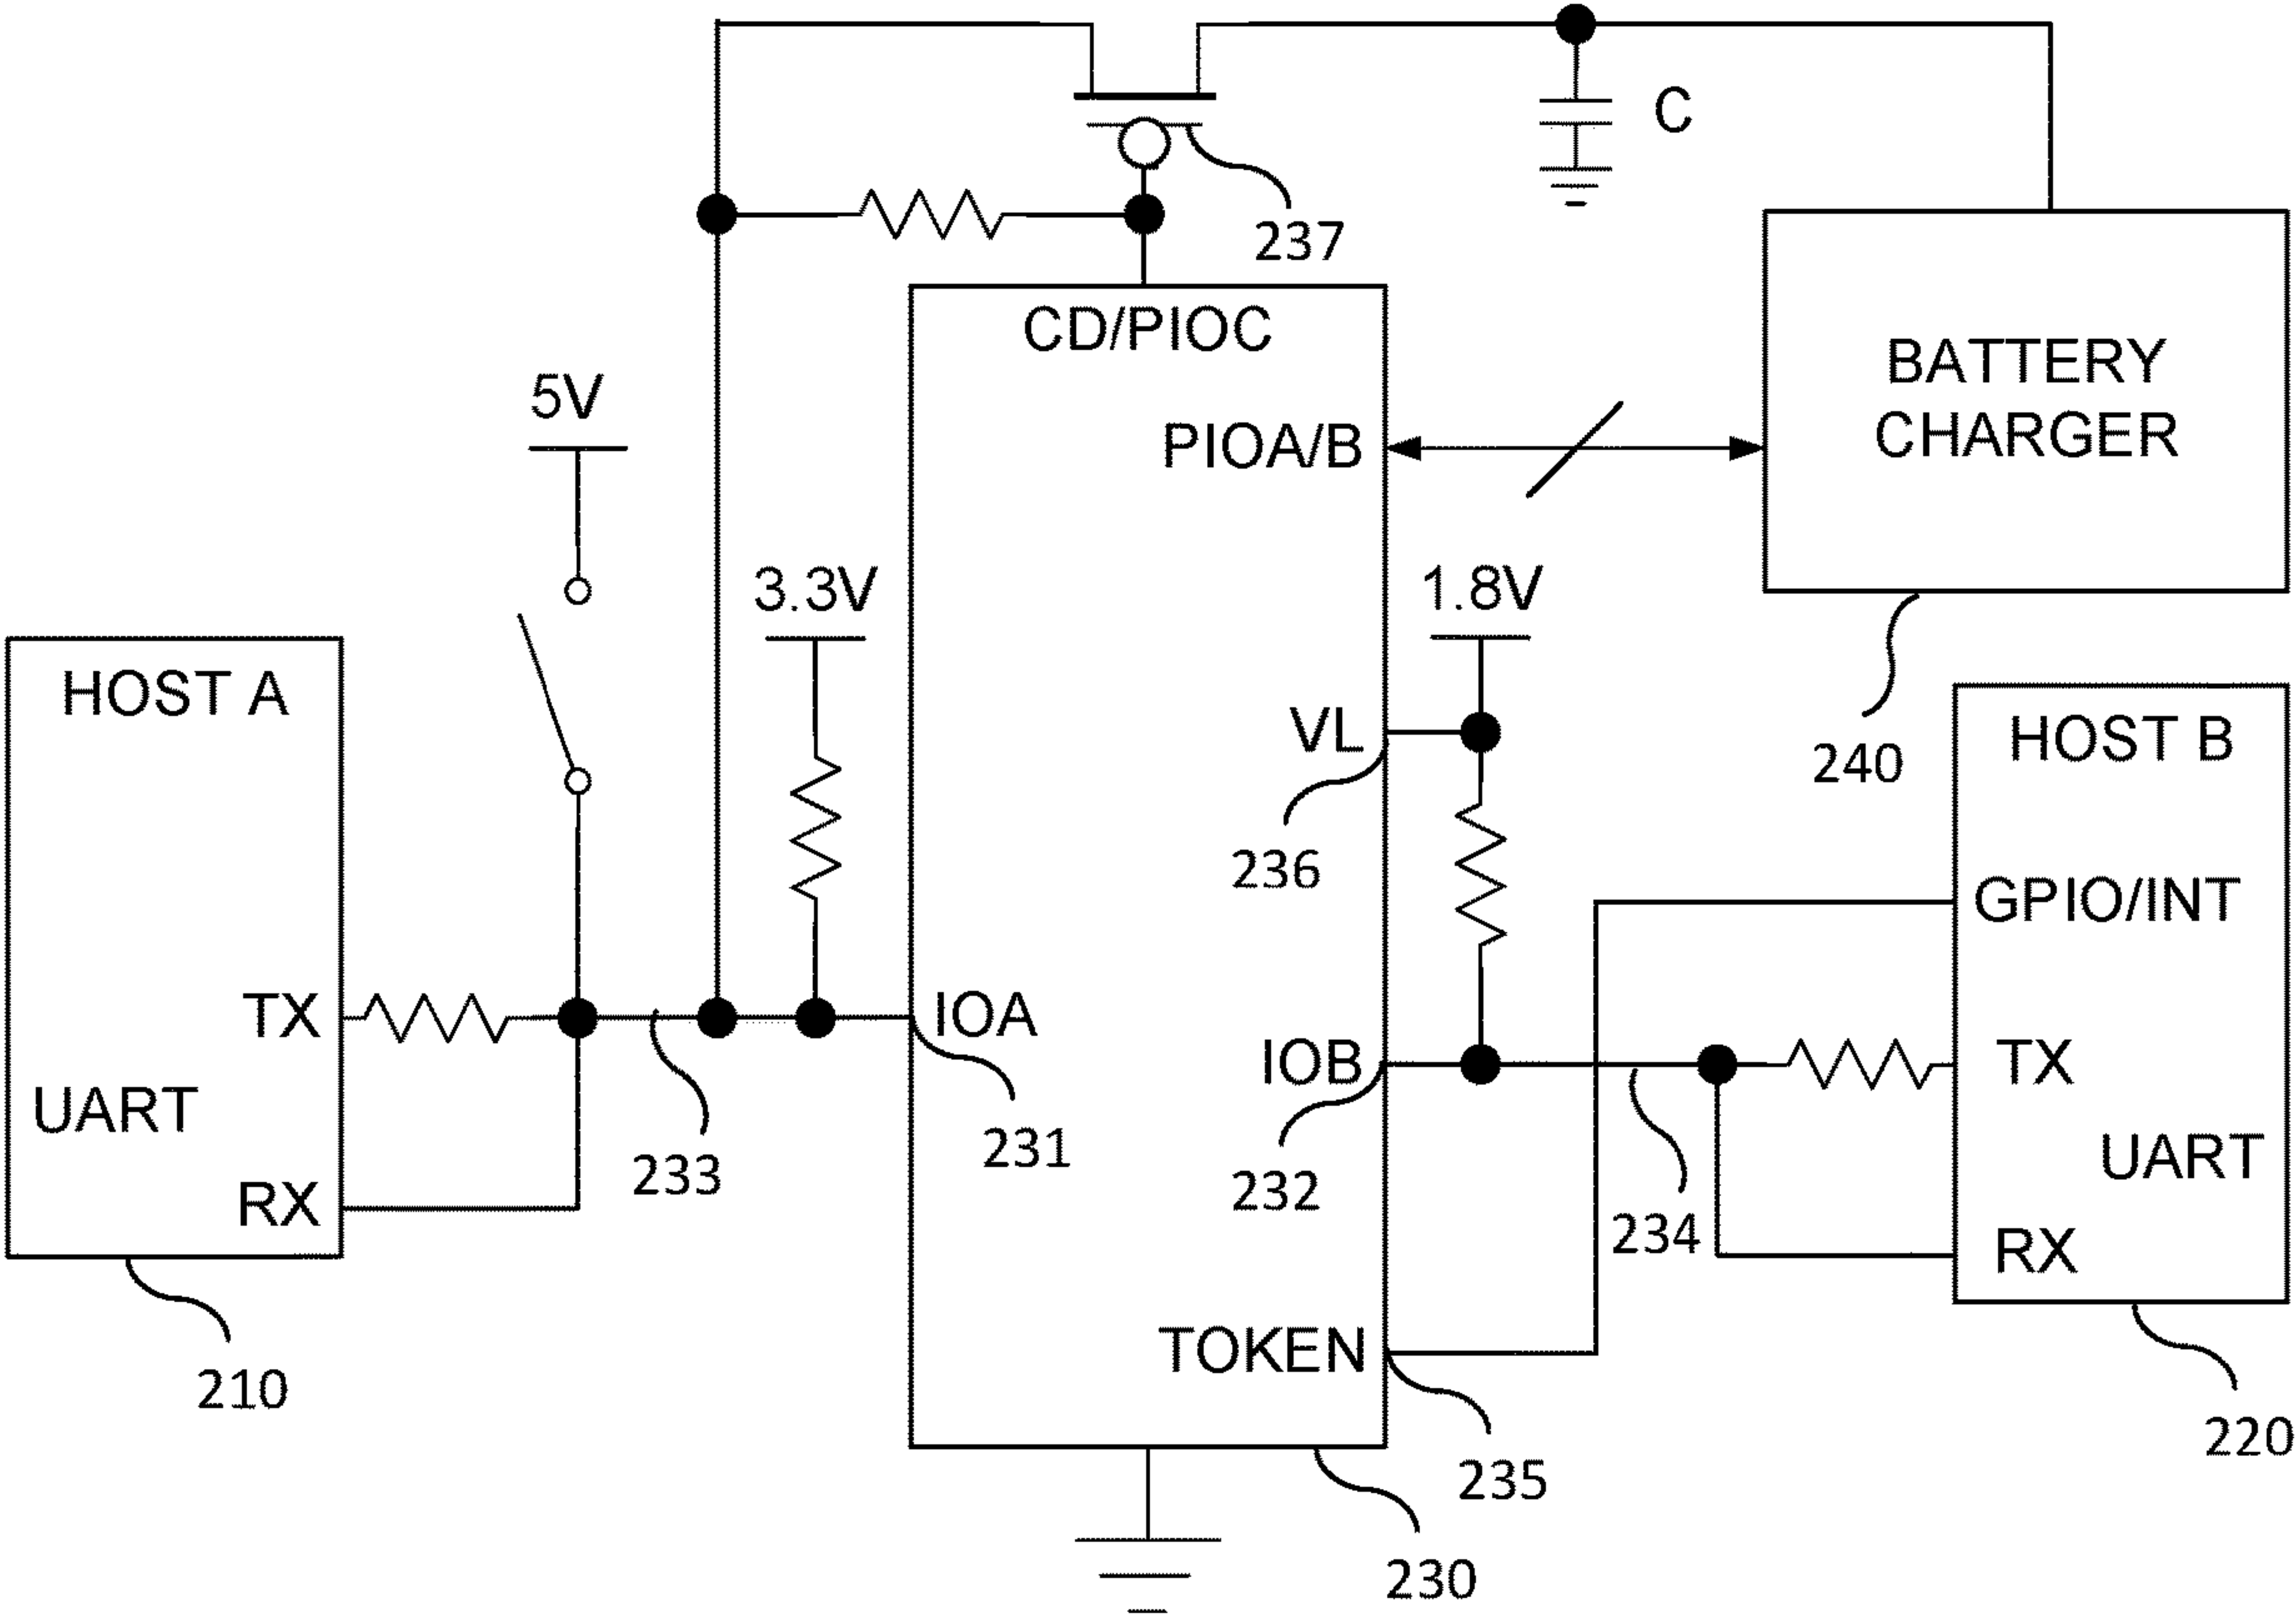 C
237
CD/PIOC
BATTERY
CHARGER
5V
PIOA/B
3.3V
1.8V
HOST A
VL
HOST B
240
236
GPIO/INT
TX
IOA
IOB
TX
UART
231
UART
233
232
RX
234
RX
TOKEN
210
235
220
230